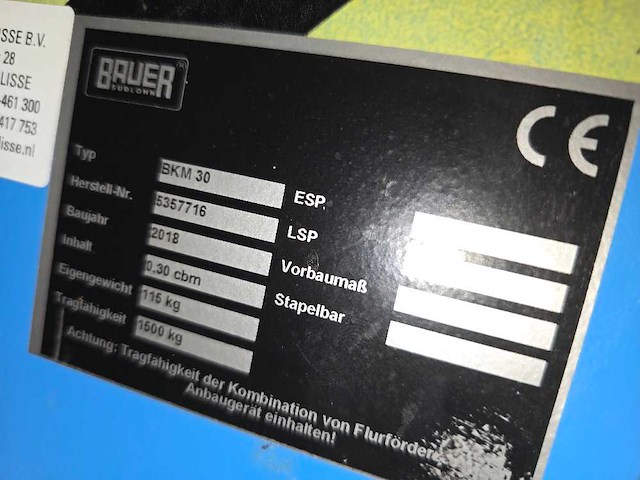 ISSE B.V.
28
LISSE
-461 300
417 753
lisse.nl
BAUER
SÜDLOHN
CE
Typ BKM 30
Herstell-Nr. 5357716
Baujahr 2018
Inhalt 0,30 cbm
Eigengewicht 115 kg
Tragfähigkeit 1500 kg
ESP
LSP
Vorbaumaß
Stapelbar
Achtung: Tragfähigkeit der Kombination von Flurförder
Anbaugerät einhalten!